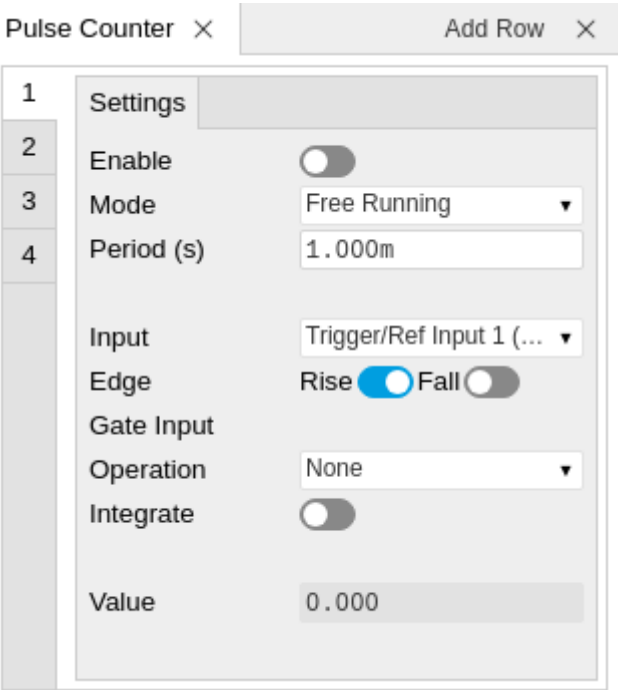 Pulse Counter × Add Row ×
1 Settings
2 Enable
3 Mode Free Running
4 Period (s) 1.000m
Input Trigger/Ref Input 1 (...
Edge Rise Fall
Gate Input
Operation None
Integrate
Value 0.000